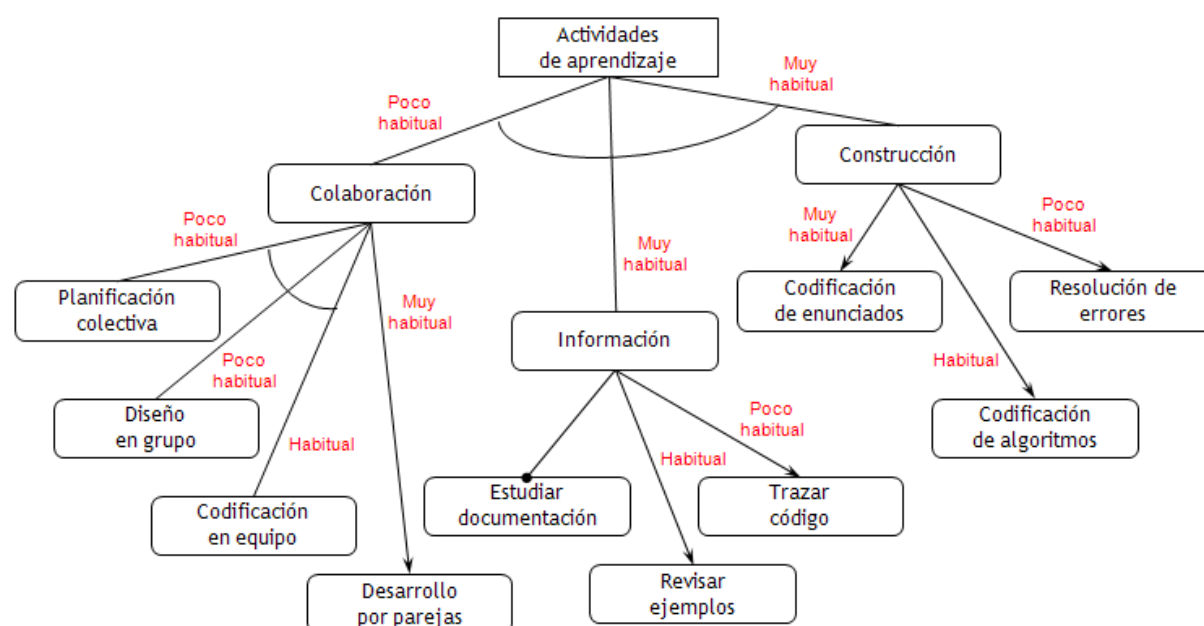 Actividades
de aprendizaje
Muy
habitual
Poco
habitual
Construcción
Colaboración
Poco
habitual
Muy
habitual
Poco
habitual
Muy
habitual
Planificación
colectiva
Codificación
de enunciados
Resolución de
errores
Muy
habitual
Información
Poco
habitual
Habitual
Diseño
en grupo
Codificación
de algoritmos
Poco
habitual
Habitual
Habitual
Estudiar
documentación
Trazar
código
Codificación
en equipo
Revisar
ejemplos
Desarrollo
por parejas